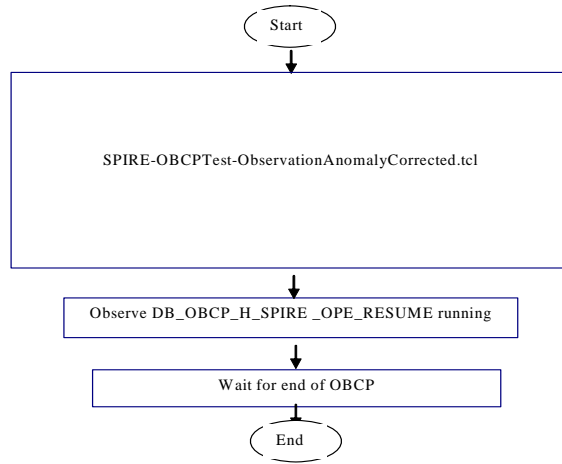 Start
SPIRE-OBCPTest-ObservationAnomalyCorrected.tcl
Observe DB_OBCP_H_SPIRE _OPE_RESUME running
Wait for end of OBCP
End